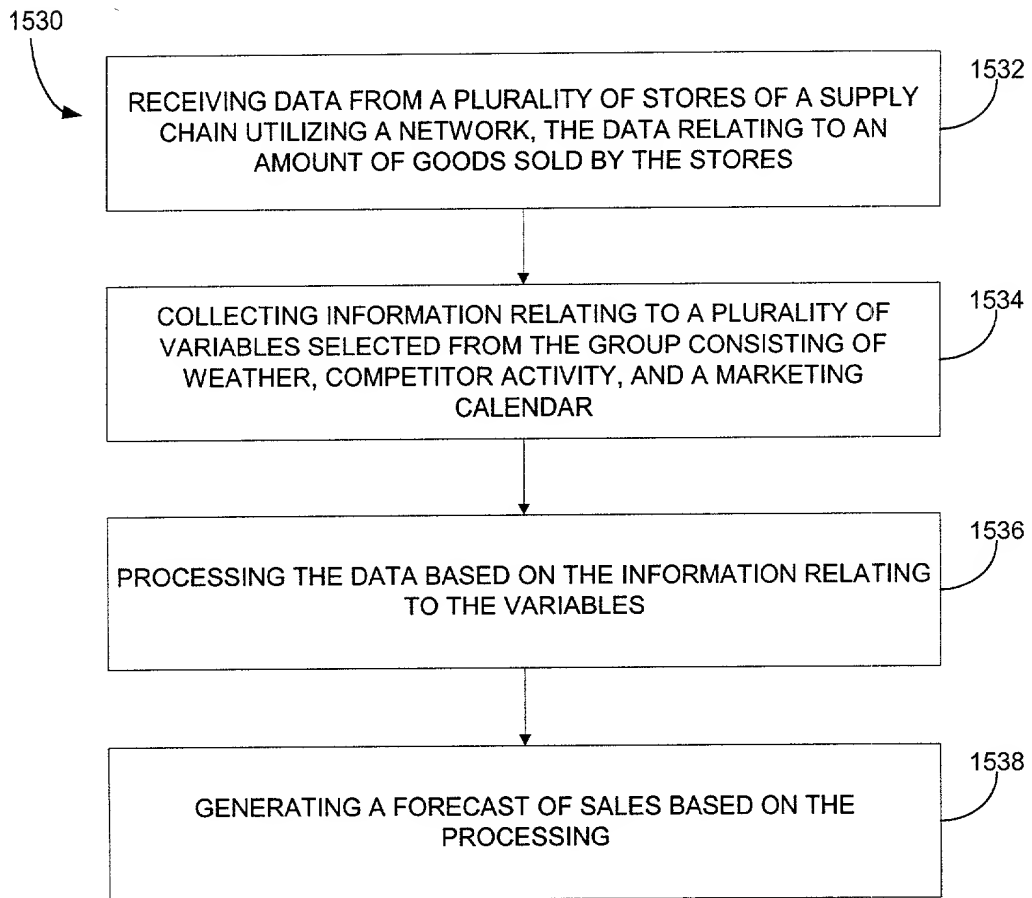 1530
1532
RECEIVING DATA FROM A PLURALITY OF STORES OF A SUPPLY
CHAIN UTILIZING A NETWORK, THE DATA RELATING TO AN
AMOUNT OF GOODS SOLD BY THE STORES
1534
COLLECTING INFORMATION RELATING TO A PLURALITY OF
VARIABLES SELECTED FROM THE GROUP CONSISTING OF
WEATHER, COMPETITOR ACTIVITY, AND A MARKETING
CALENDAR
1536
PROCESSING THE DATA BASED ON THE INFORMATION RELATING
TO THE VARIABLES
1538
GENERATING A FORECAST OF SALES BASED ON THE
PROCESSING